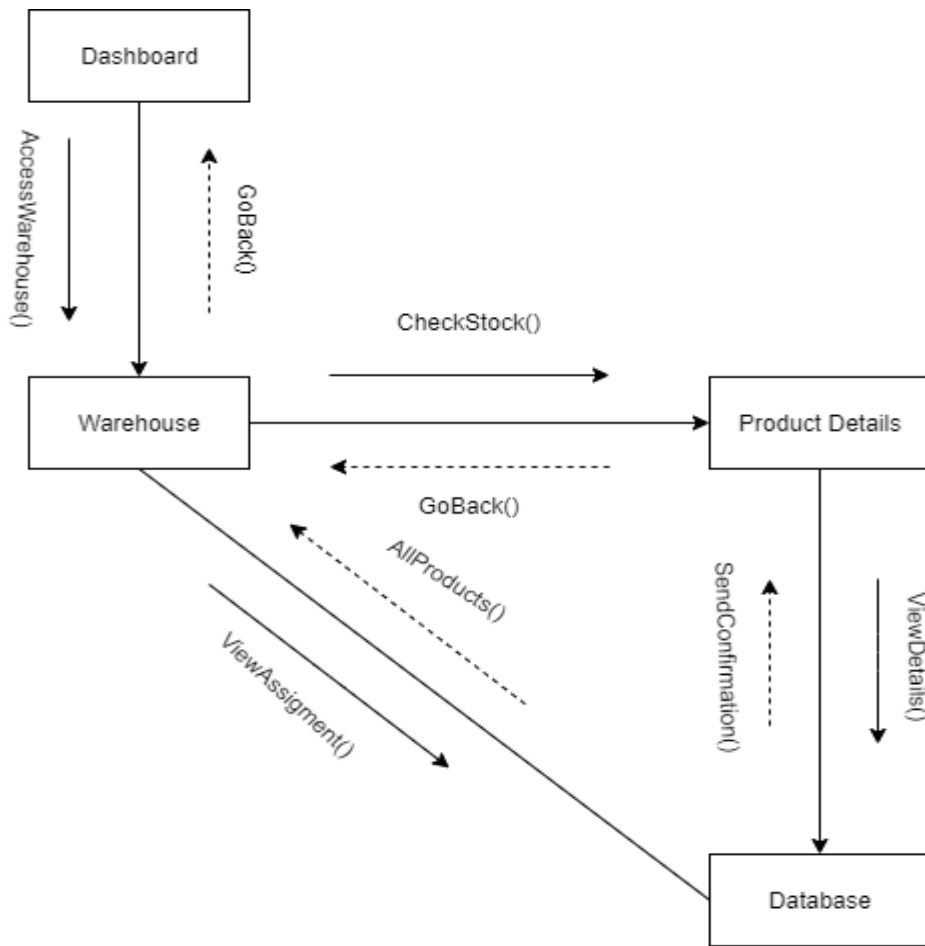 Dashboard
AccessWarehouse()
GoBack()
CheckStock()
Warehouse
Product Details
GoBack()
AllProducts()
ViewAssigment()
SendConfirmation()
ViewDetails()
Database